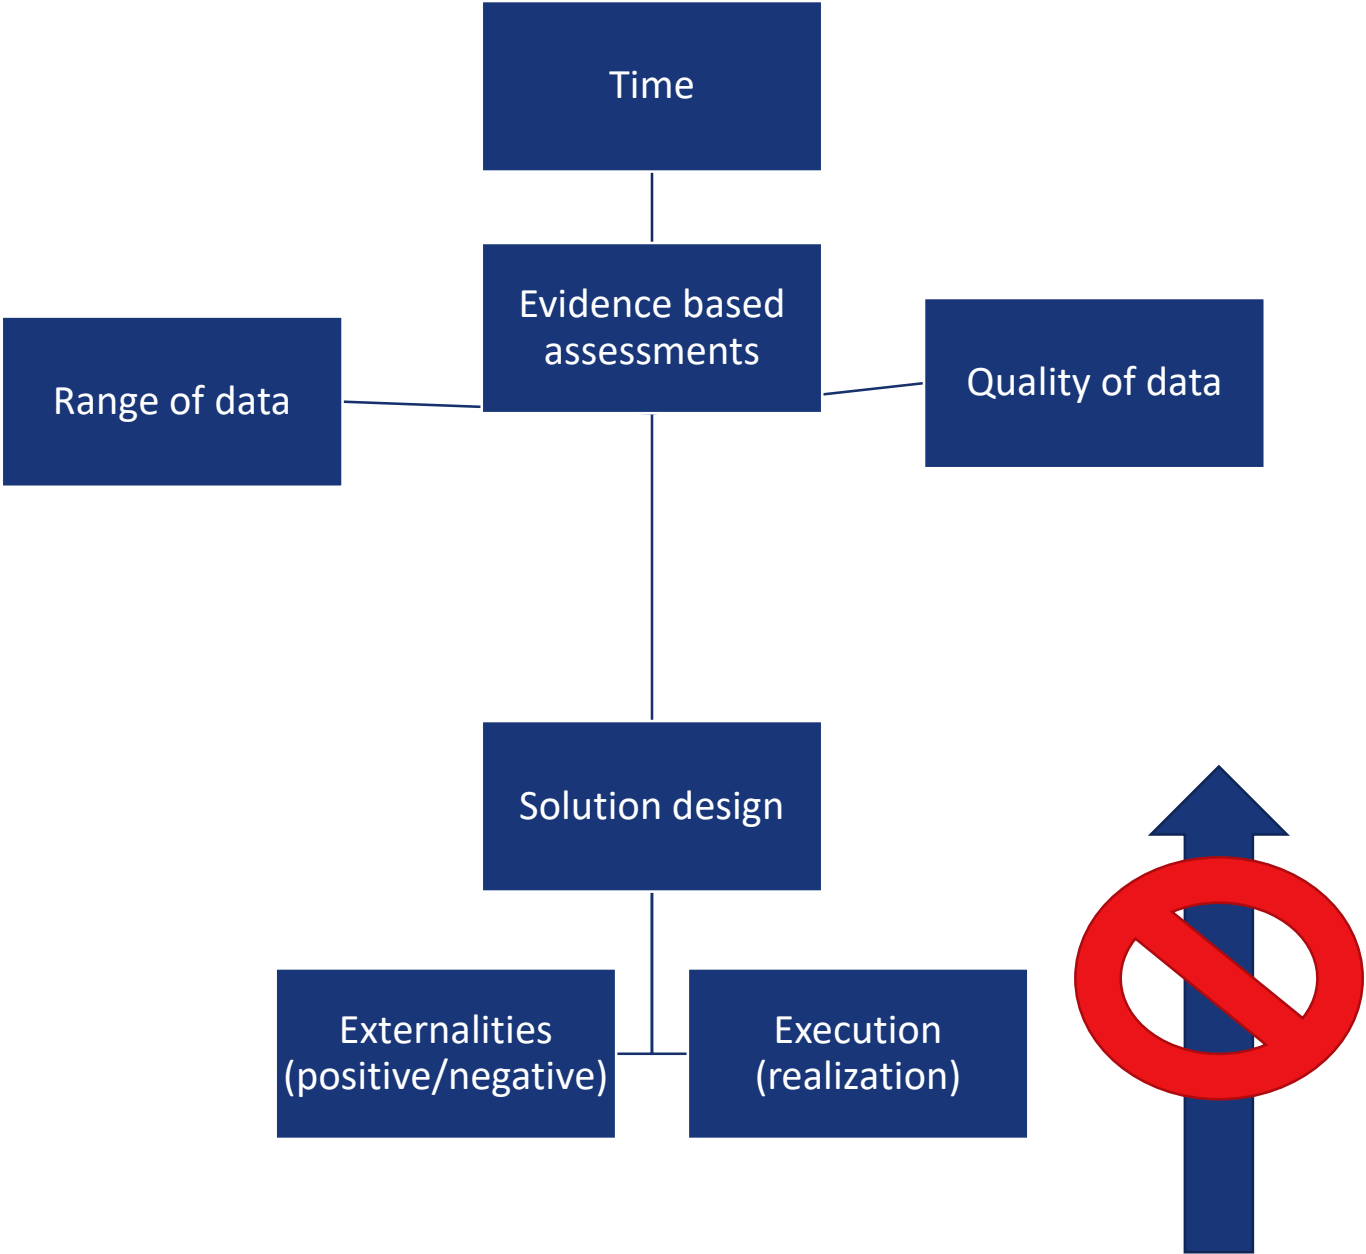 Time
Evidence based
assessments
Range of data
Quality of data
Solution design
Externalities
(positive/negative)
Execution
(realization)